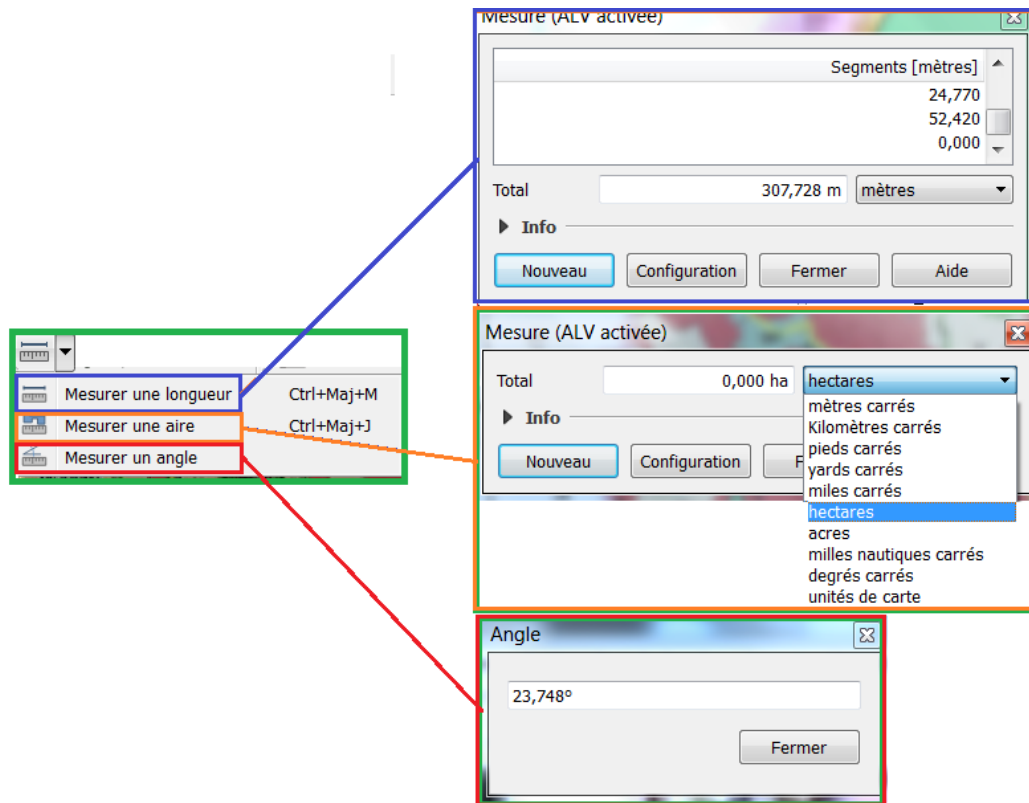 Mesure (ALV activée)
Segments [mètres]
24,770
52,420
0,000
Total 307,728 m mètres
Info
Nouveau Configuration Fermer Aide
Mesurer une longueur Ctrl+Maj+M
Mesurer une aire Ctrl+Maj+J
Mesurer un angle
Mesure (ALV activée)
Total 0,000 ha hectares
Info
Nouveau Configuration F
mètres carrés
Kilomètres carrés
pieds carrés
yards carrés
miles carrés
hectares
acres
milles nautiques carrés
degrés carrés
unités de carte
Angle
23,748°
Fermer